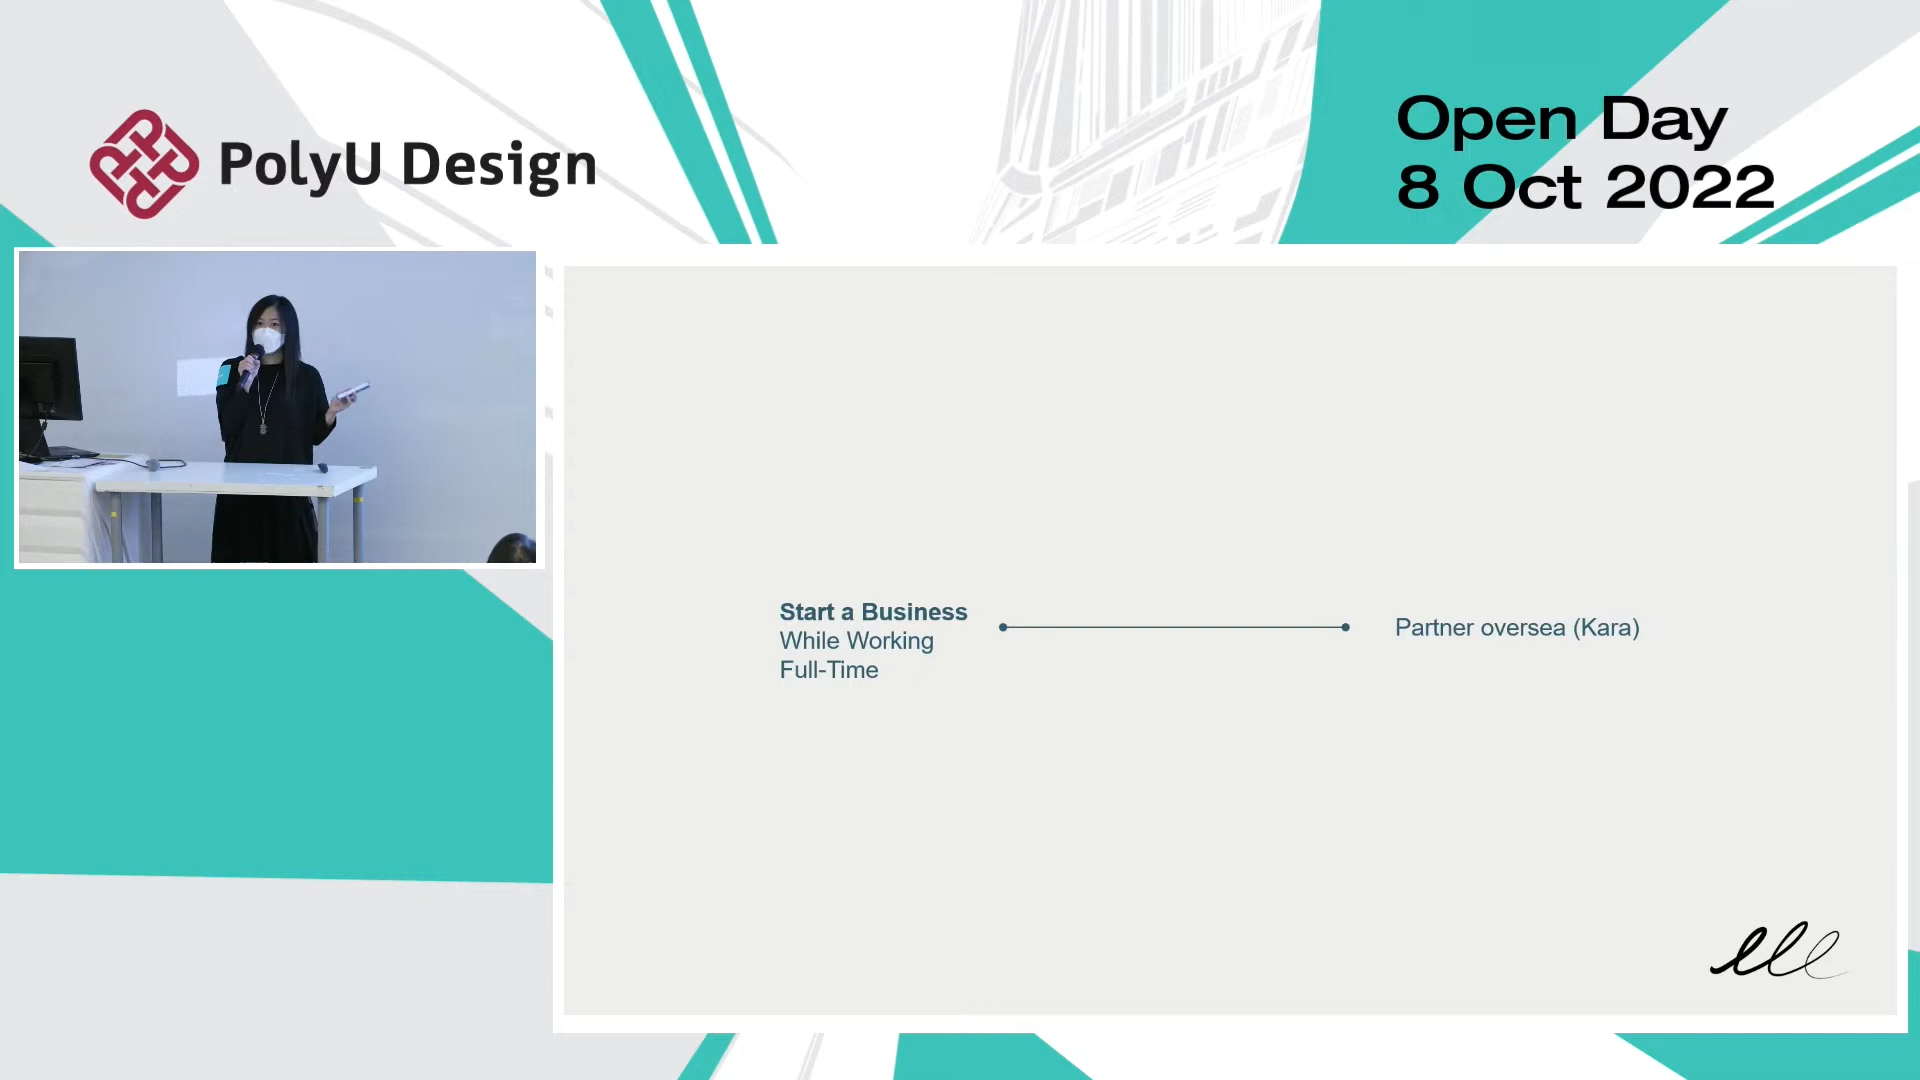 PolyU Design
Open Day
8 Oct 2022
Start a Business
While Working
Full-Time
Partner oversea (Kara)